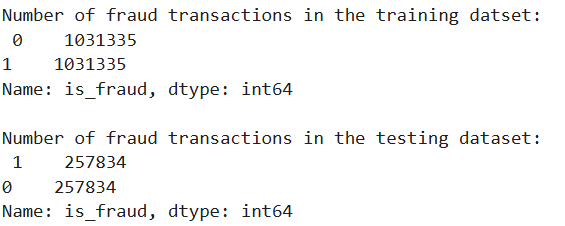 Number of fraud transactions in the training datset:
 0    1031335
1    1031335
Name: is_fraud, dtype: int64

Number of fraud transactions in the testing dataset:
 1    257834
0    257834
Name: is_fraud, dtype: int64